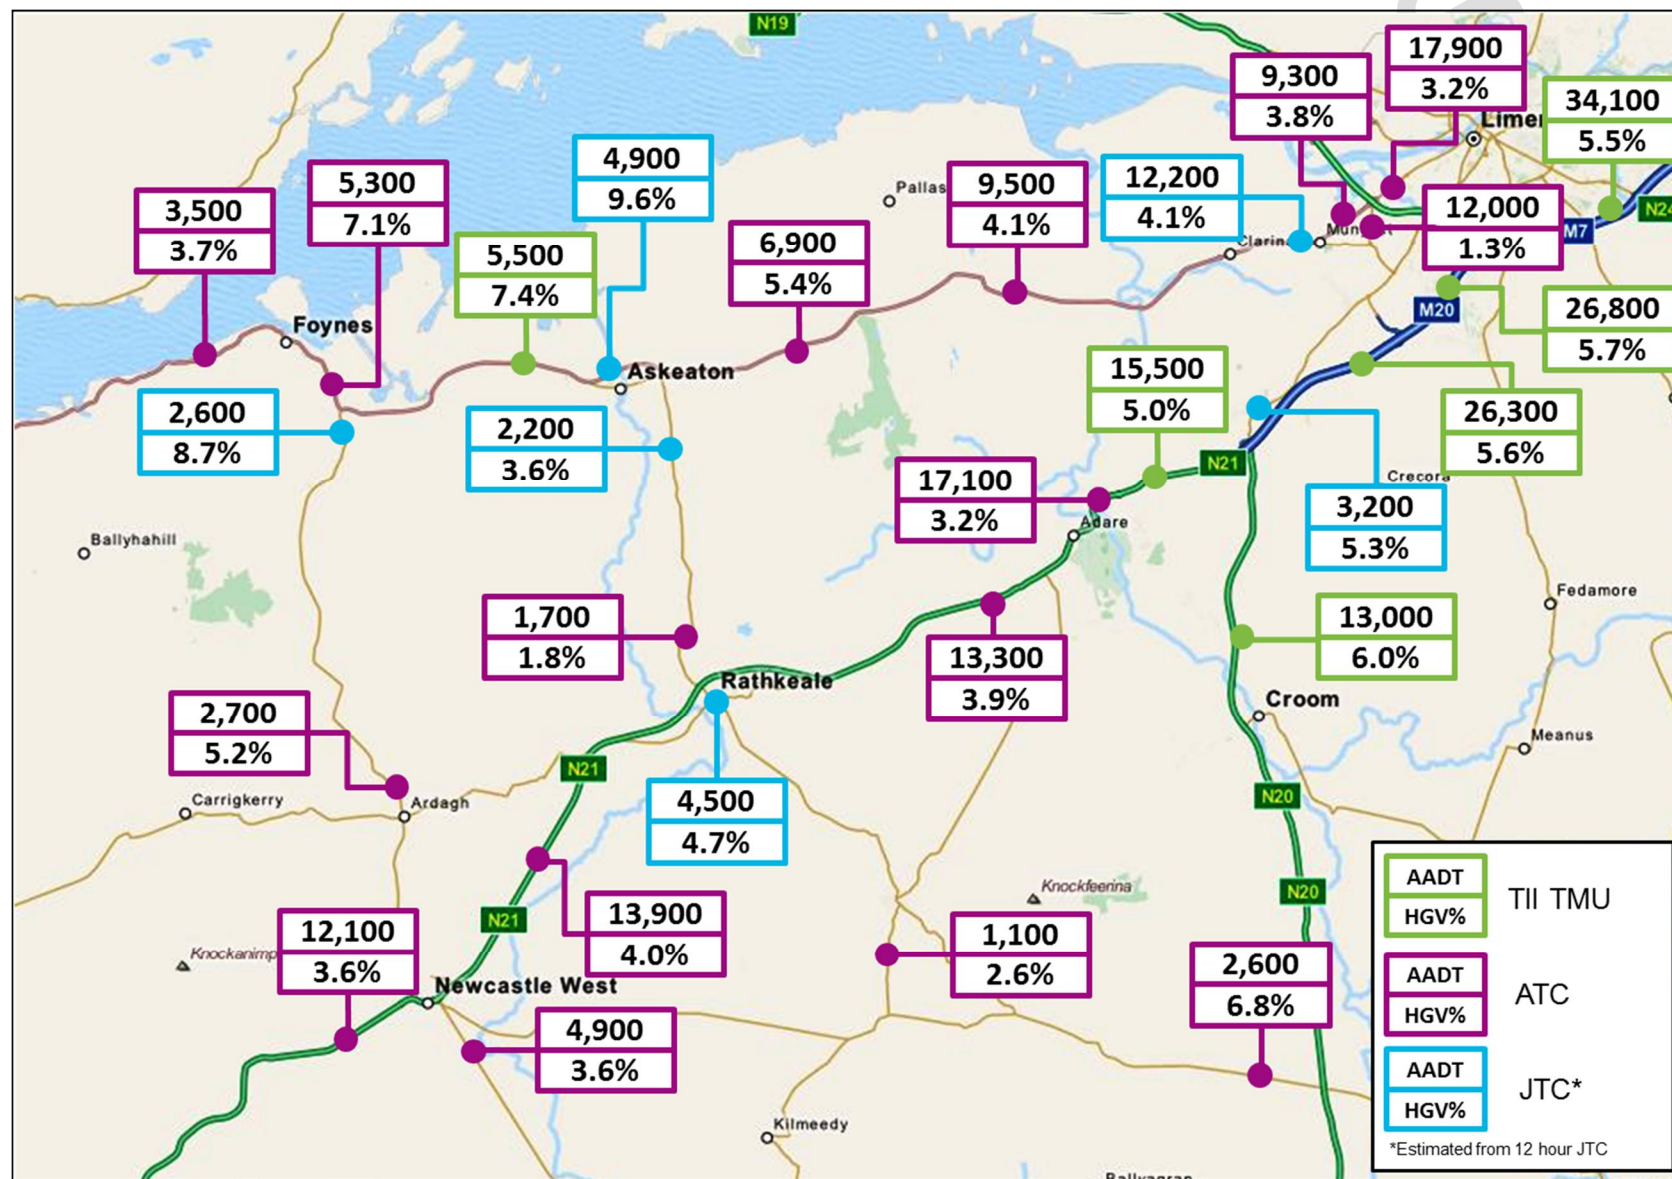 N19
17,900
3.2%
9,300
3.8%
34,100
5.5%
4,900
9.6%
5,300
7.1%
3,500
3.7%
Pallas
9,500
4.1%
12,200
4.1%
12,000
1.3%
N24
M7
6,900
5.4%
5,500
7.4%
Clarin
M20
26,800
5.7%
Foynes
Askeaton
15,500
5.0%
2,600
8.7%
2,200
3.6%
26,300
5.6%
N21
Crecora
17,100
3.2%
3,200
5.3%
Adare
Ballyhahill
Fedamore
1,700
1.8%
13,000
6.0%
13,300
3.9%
Rathkeale
Croom
2,700
5.2%
Meanus
N21
4,500
4.7%
N20
Carrigkerry
Ardagh
Knockfeerina
N20
13,900
4.0%
N21
12,100
3.6%
1,100
2.6%
Knockanimp
2,600
6.8%
Newcastle West
4,900
3.6%
Kilmeedy
AADT
HGV%
TII TMU
AADT
HGV%
ATC
AADT
HGV%
JTC*
*Estimated from 12 hour JTC